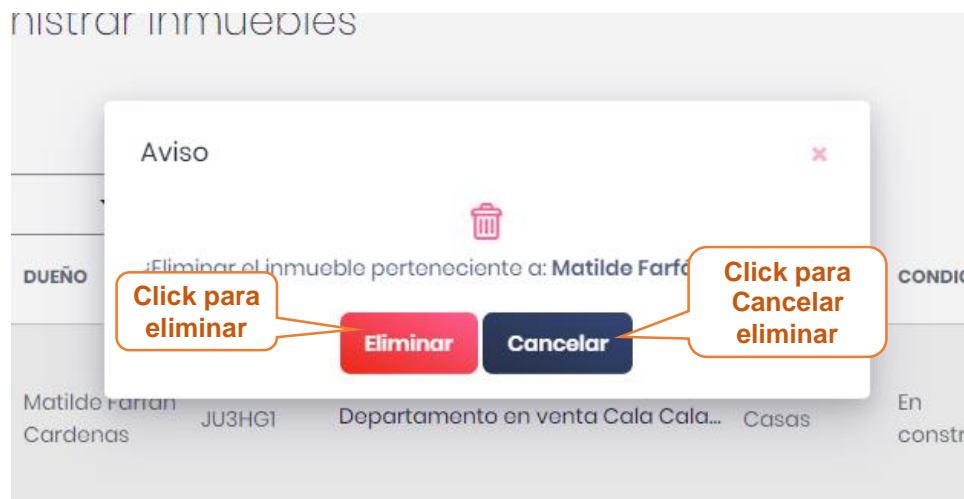 nistrar inmuebles
Aviso
×
¿Eliminar el inmueble perteneciente a: Matilde Farfá
DUEÑO
CONDIC
Click para
eliminar
Click para
Cancelar
eliminar
Eliminar
Cancelar
Matilde Farfán
Cardenas
JU3HG1
Departamento en venta Cala Cala...
Casas
En
constr